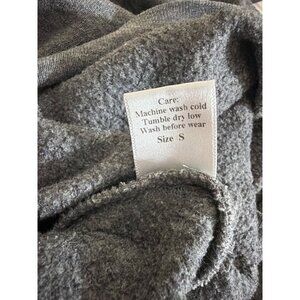 Care:
Machine wash cold
Tumble dry low
Wash before wear
Size S